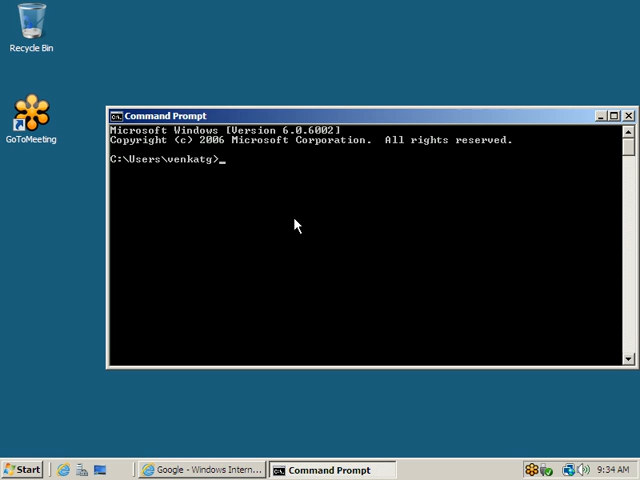 Recycle Bin
GoToMeeting
Command Prompt
Microsoft Windows [Version 6.0.6002]
Copyright (c) 2006 Microsoft Corporation.  All rights reserved.
C:\Users\venkatg>_
Start
Google - Windows Intern...
Command Prompt
9:34 AM